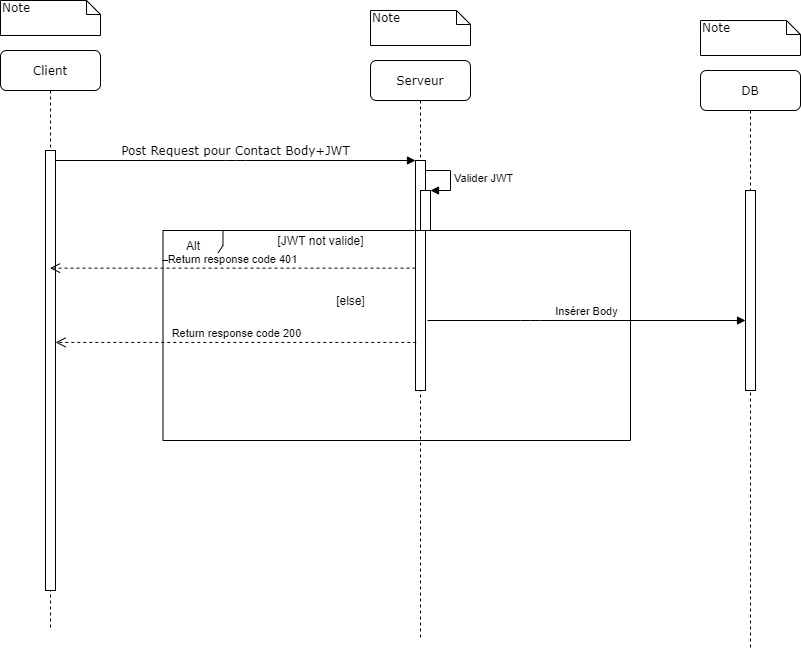 Note
Note
Note
Client
Serveur
DB
Post Request pour Contact Body+JWT
Valider JWT
Alt
[JWT not valide]
Return response code 401
[else]
Insérer Body
Return response code 200